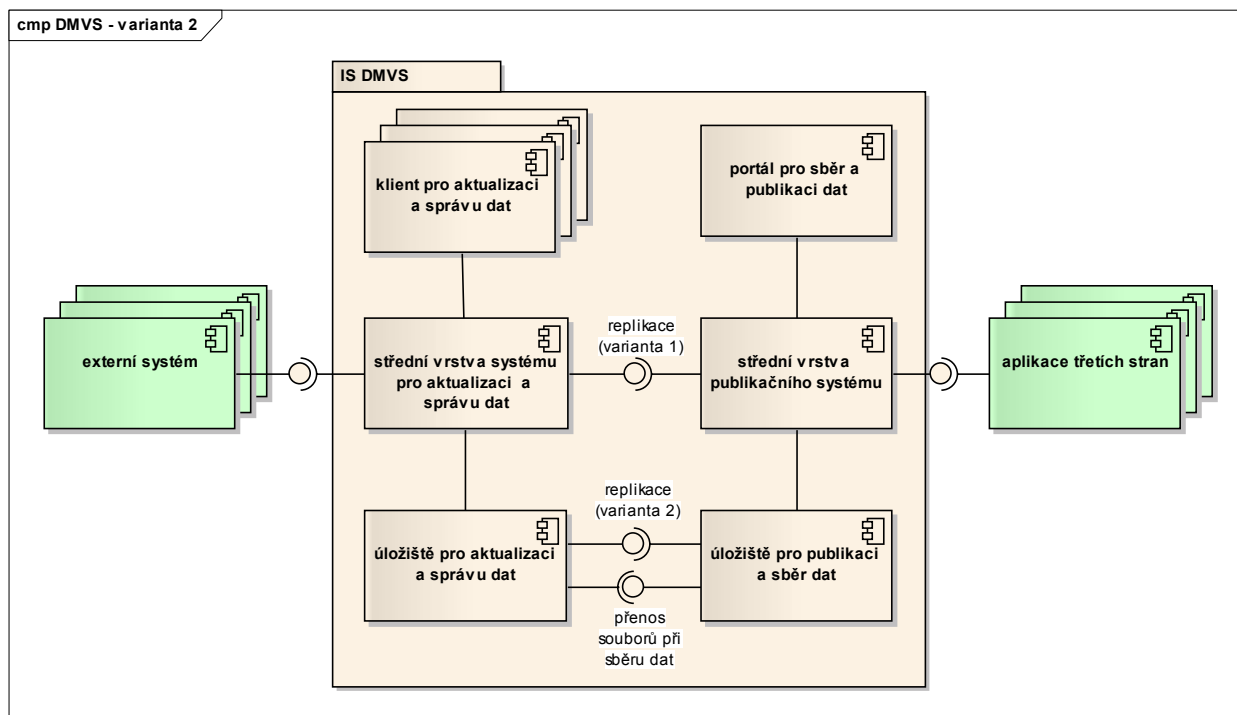 cmp DMVS - varianta 2
IS DMVS
klient pro aktualizaci
a správu dat
portál pro sběr a
publikaci dat
externí systém
střední vrstva systému
pro aktualizaci a
správu dat
replikace
(varianta 1)
střední vrstva
publikačního systému
aplikace třetích stran
replikace
(varianta 2)
úložiště pro aktualizaci
a správu dat
úložiště pro publikaci
a sběr dat
přenos
souborů při
sběru dat